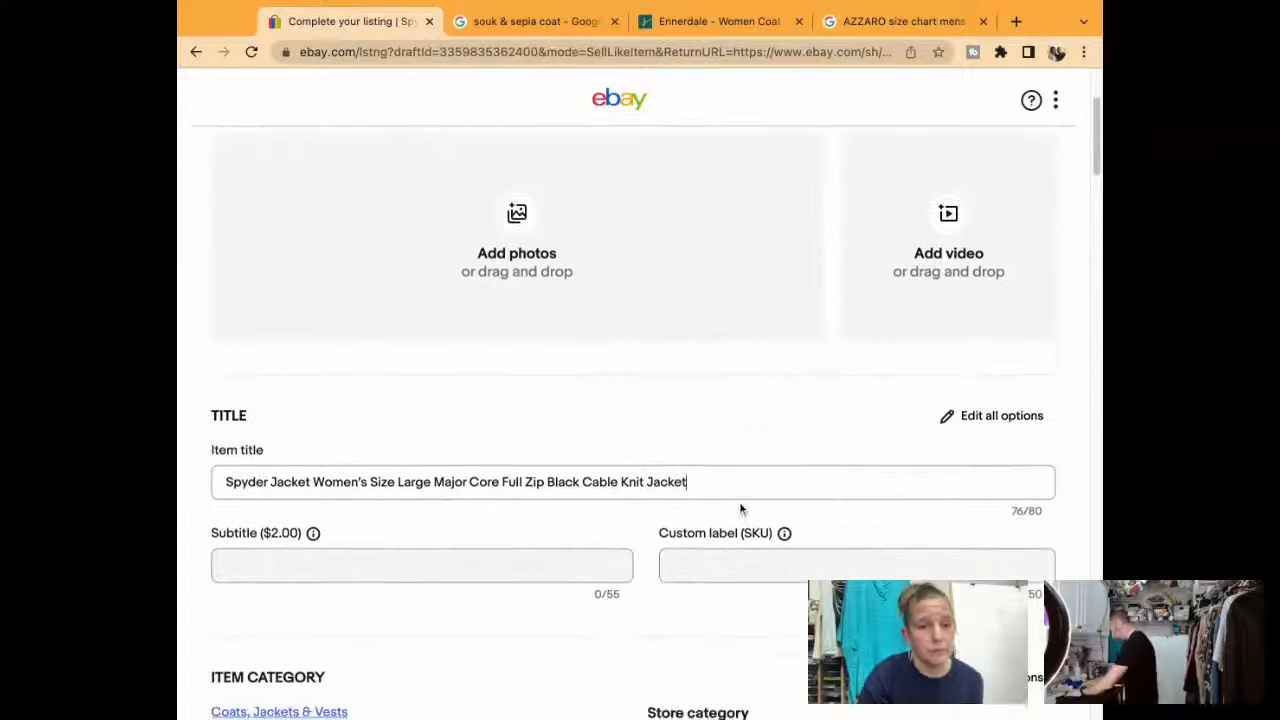 Complete your listing | Sp
souk & sepia coat - Goog
Ennerdale - Women Coat
AZZARO size chart mens
ebay.com/lstng?draftId=3359835362400&mode=SellLikeItem&ReturnURL=https://www.ebay.com/sh/...
ebay
Add photos
or drag and drop
Add video
or drag and drop
TITLE
Edit all options
Item title
Spyder Jacket Women's Size Large Major Core Full Zip Black Cable Knit Jacket
76/80
Subtitle ($2.00)
Custom label (SKU)
0/55
50
ITEM CATEGORY
ons
Coats, Jackets & Vests
Store category